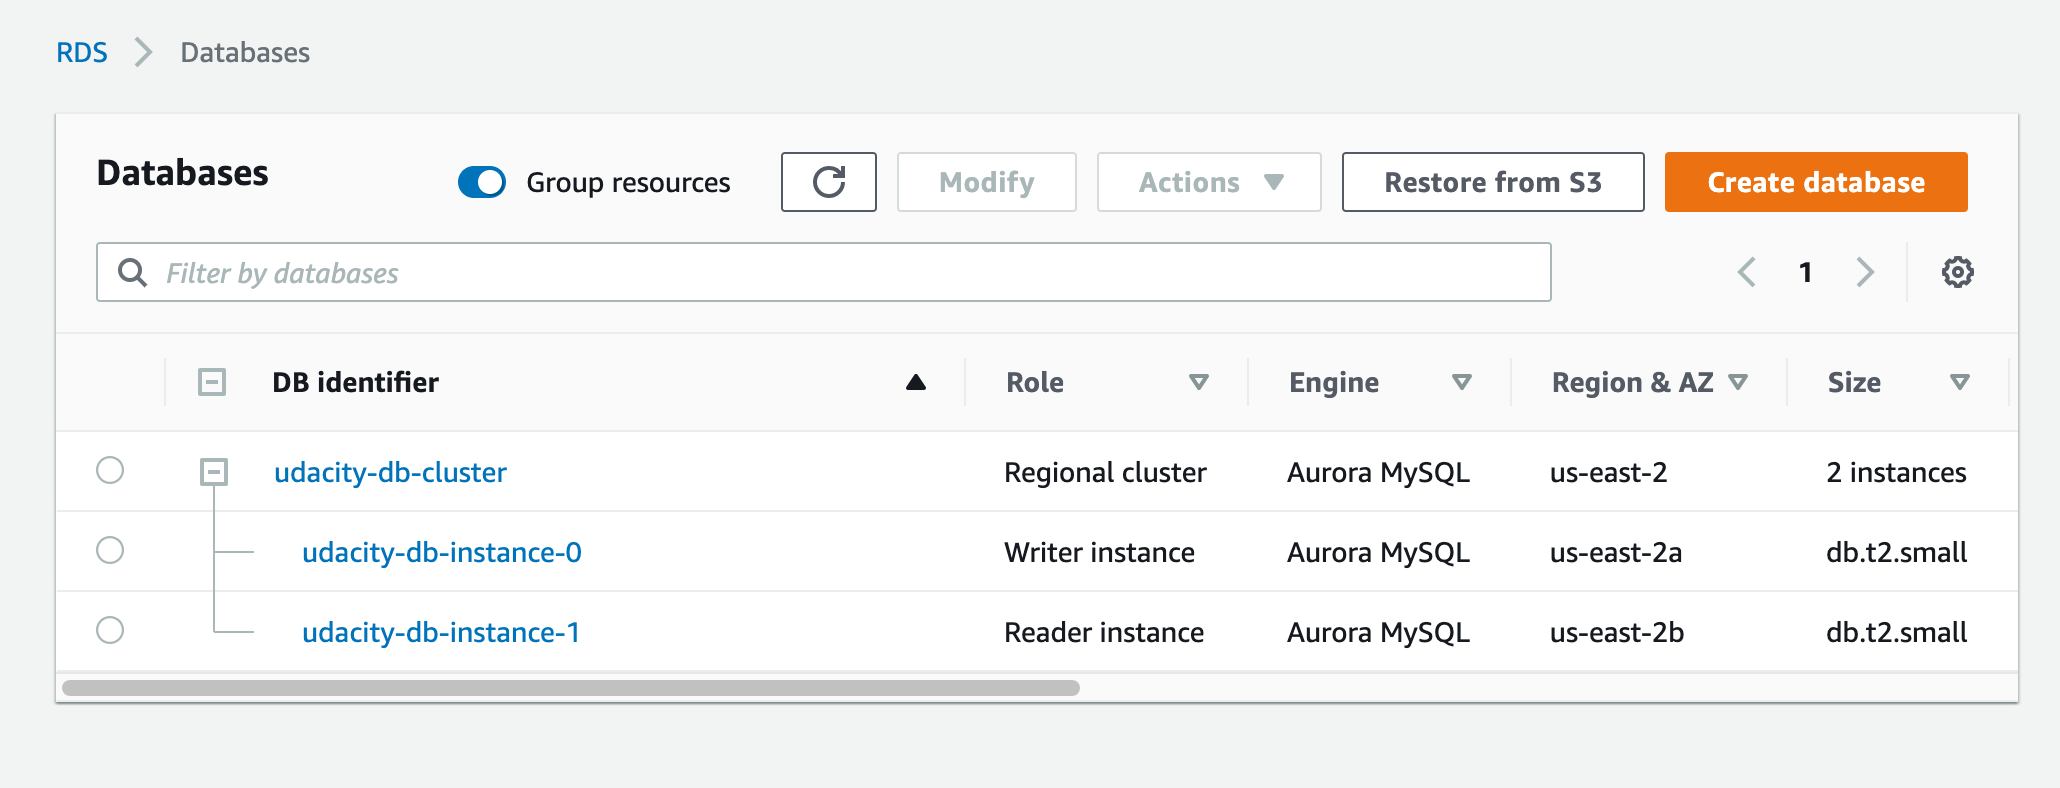 RDS > Databases
Databases
Group resources
Modify
Actions
Restore from S3
Create database
Filter by databases
1
DB identifier Role Engine Region & AZ Size
udacity-db-cluster Regional cluster Aurora MySQL us-east-2 2 instances
udacity-db-instance-0 Writer instance Aurora MySQL us-east-2a db.t2.small
udacity-db-instance-1 Reader instance Aurora MySQL us-east-2b db.t2.small